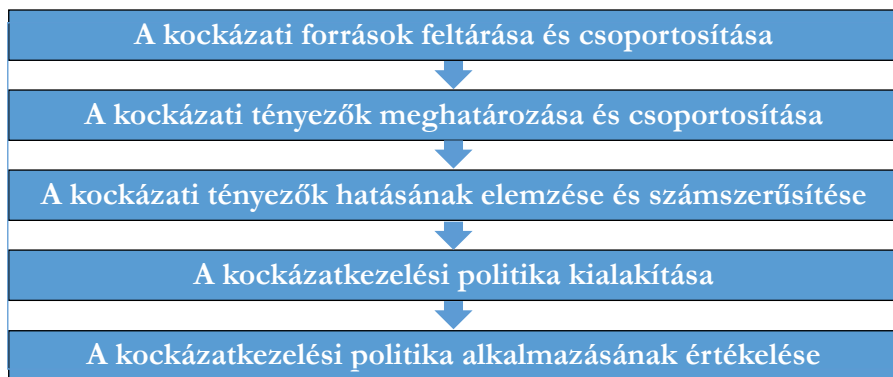 A kockázati források feltárása és csoportosítása
A kockázati tényezők meghatározása és csoportosítása
A kockázati tényezők hatásának elemzése és számszerűsítése
A kockázatkezelési politika kialakítása
A kockázatkezelési politika alkalmazásának értékelése